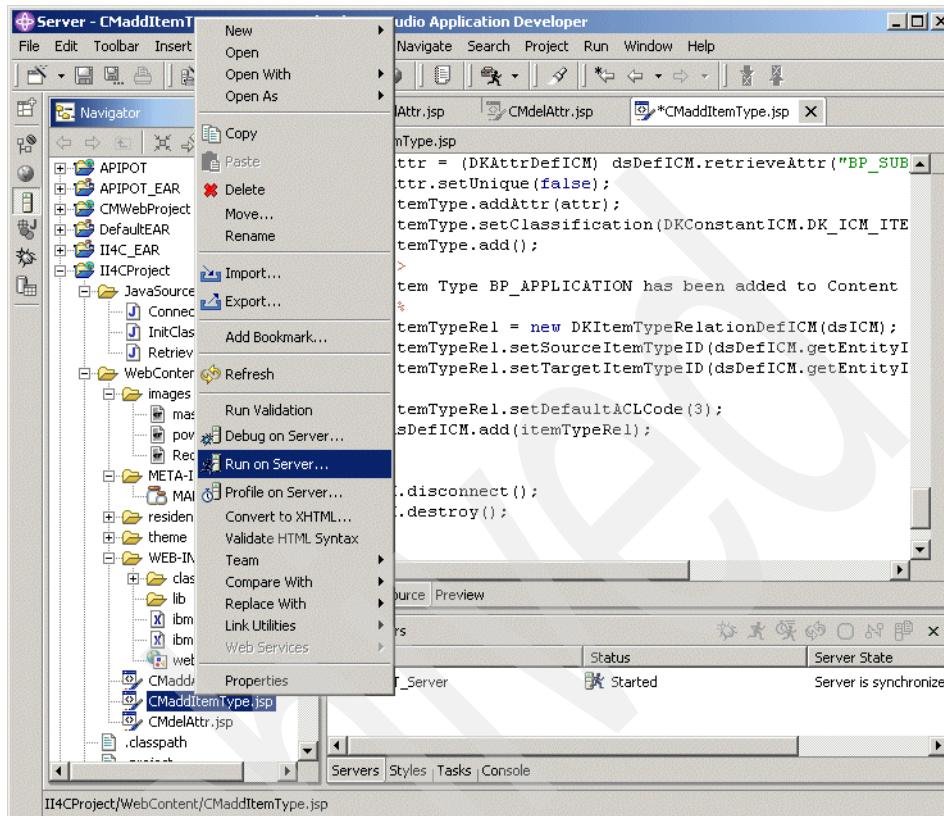 Server - CMaddItemT
udio Application Developer
File Edit Toolbar Insert
Navigate Search Project Run Window Help
Navigator
lAttr.jsp
CMdelAttr.jsp
*CMaddItemType.jsp
mType.jsp
APIPOT
APIPOT_EAR
CMWebProject
DefaultEAR
II4C_EAR
II4CProject
JavaSource
Connec
InitClas
Retriev
WebConter
images
mas
pow
Rec
META-I
MAI
residen
theme
WEB-IN
clas
lib
ibm
ibm
web
CMaddA
CMaddItemType.jsp
CMdelAttr.jsp
.classpath
.project
New
Open
Open With
Open As
Copy
Paste
Delete
Move...
Rename
Import...
Export...
Add Bookmark...
Refresh
Run Validation
Debug on Server...
Run on Server...
Profile on Server...
Convert to XHTML...
Validate HTML Syntax
Team
Compare With
Replace With
Link Utilities
Web Services
Properties
ttr = (DKAttrDefICM) dsDefICM.retrieveAttr("BP_SUB
ttr.setUnique(false);
temType.addAttr(attr);
temType.setClassification(DKConstantICM.DK_ICM_ITE
temType.add();
>
tem Type BP_APPLICATION has been added to Content
%
temTypeRel = new DKItemTypeRelationDefICM(dsICM);
temTypeRel.setSourceItemTypeID(dsDefICM.getEntityI
temTypeRel.setTargetItemTypeID(dsDefICM.getEntityI
temTypeRel.setDefaultACLCode(3);
sDefICM.add(itemTypeRel);
.disconnect();
.destroy();
ource Preview
rs
Status Server State
T_Server Started Server is synchronize
Servers Styles Tasks Console
II4CProject/WebContent/CMaddItemType.jsp